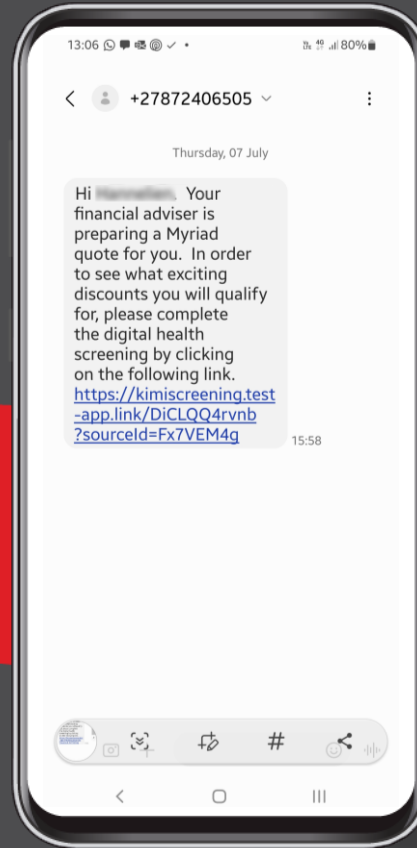 13:06
80%
+27872406505
Thursday, 07 July
Hi . Your
financial adviser is
preparing a Myriad
quote for you. In order
to see what exciting
discounts you will qualify
for, please complete
the digital health
screening by clicking
on the following link.
https://kimiscreening.test
-app.link/DiCLQQ4rvnb
?sourceId=Fx7VEM4g
15:58
#